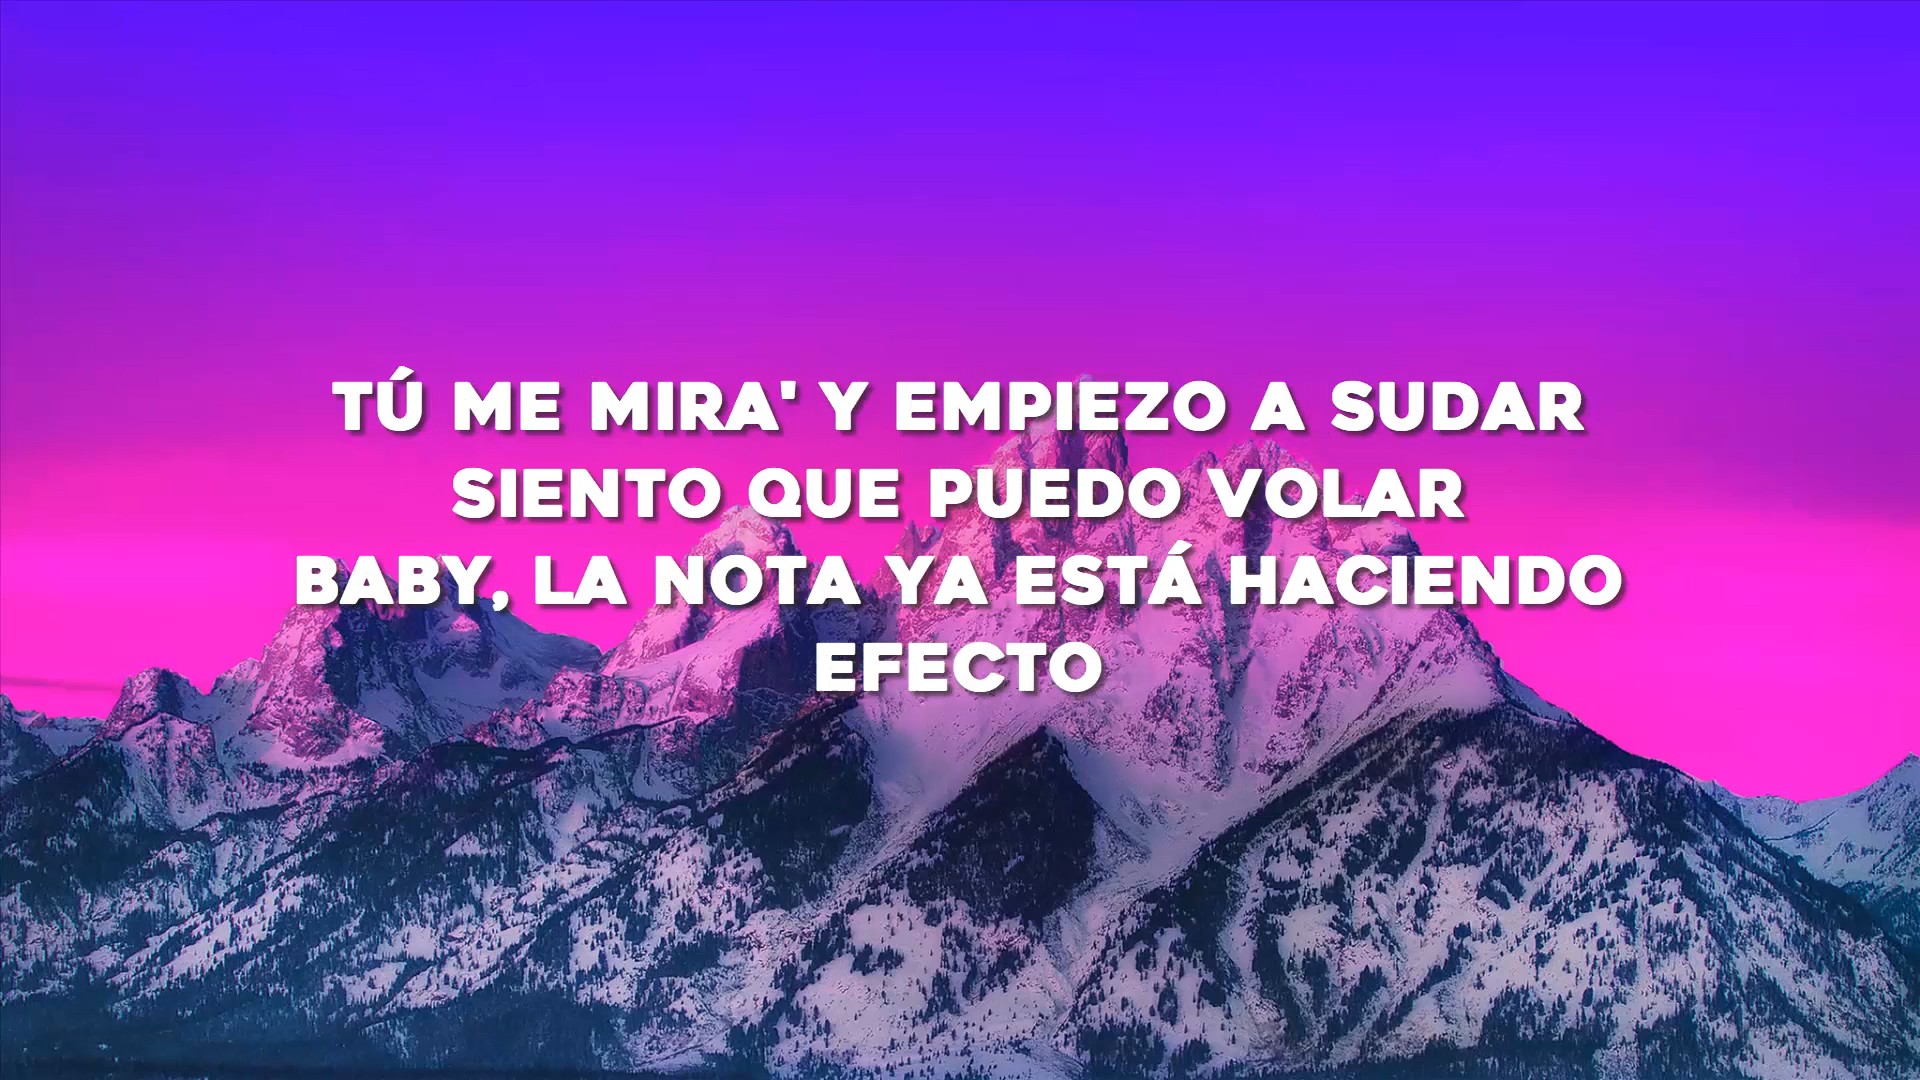 TÚ ME MIRA' Y EMPIEZO A SUDAR
SIENTO QUE PUEDO VOLAR
BABY, LA NOTA YA ESTÁ HACIENDO
EFECTO